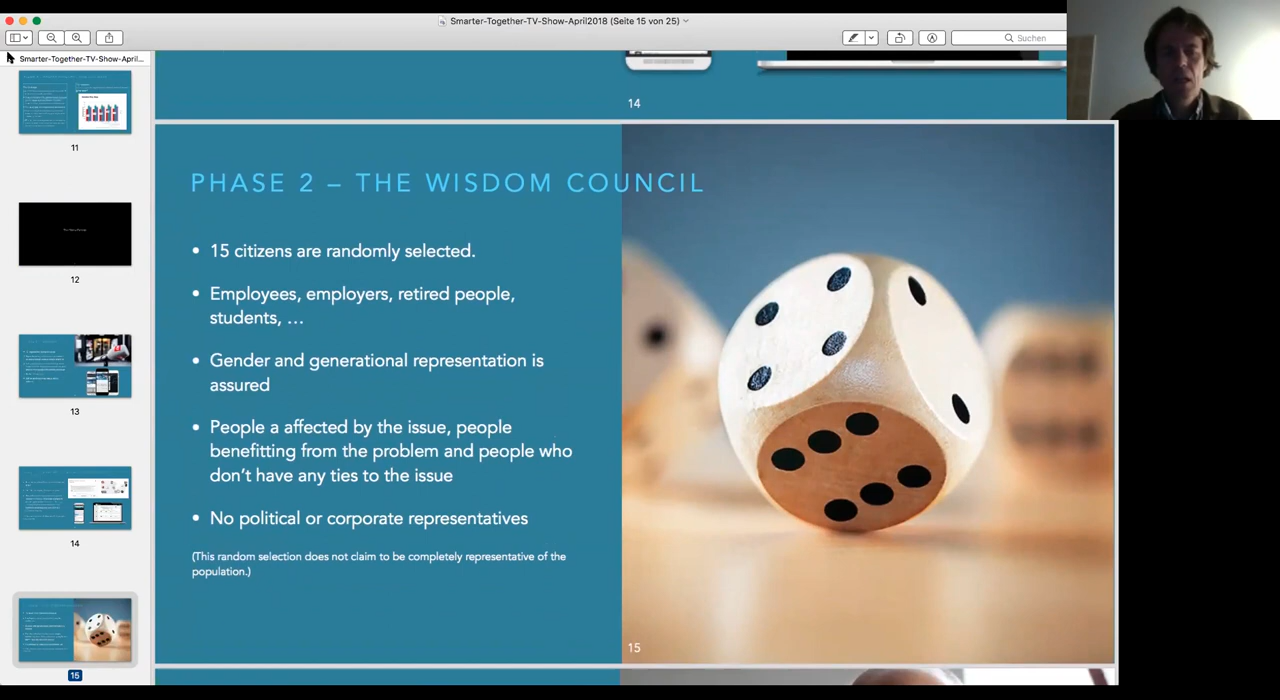 Smarter-Together-TV-Show-April2018 (Seite 15 von 25)
Suchen
Smarter-Together-TV-Show-April...
11
12
13
14
15
14
PHASE 2 – THE WISDOM COUNCIL
• 15 citizens are randomly selected.
• Employees, employers, retired people,
students, …
• Gender and generational representation is
assured
• People a affected by the issue, people
benefitting from the problem and people who
don't have any ties to the issue
• No political or corporate representatives
(This random selection does not claim to be completely representative of the
population.)
15